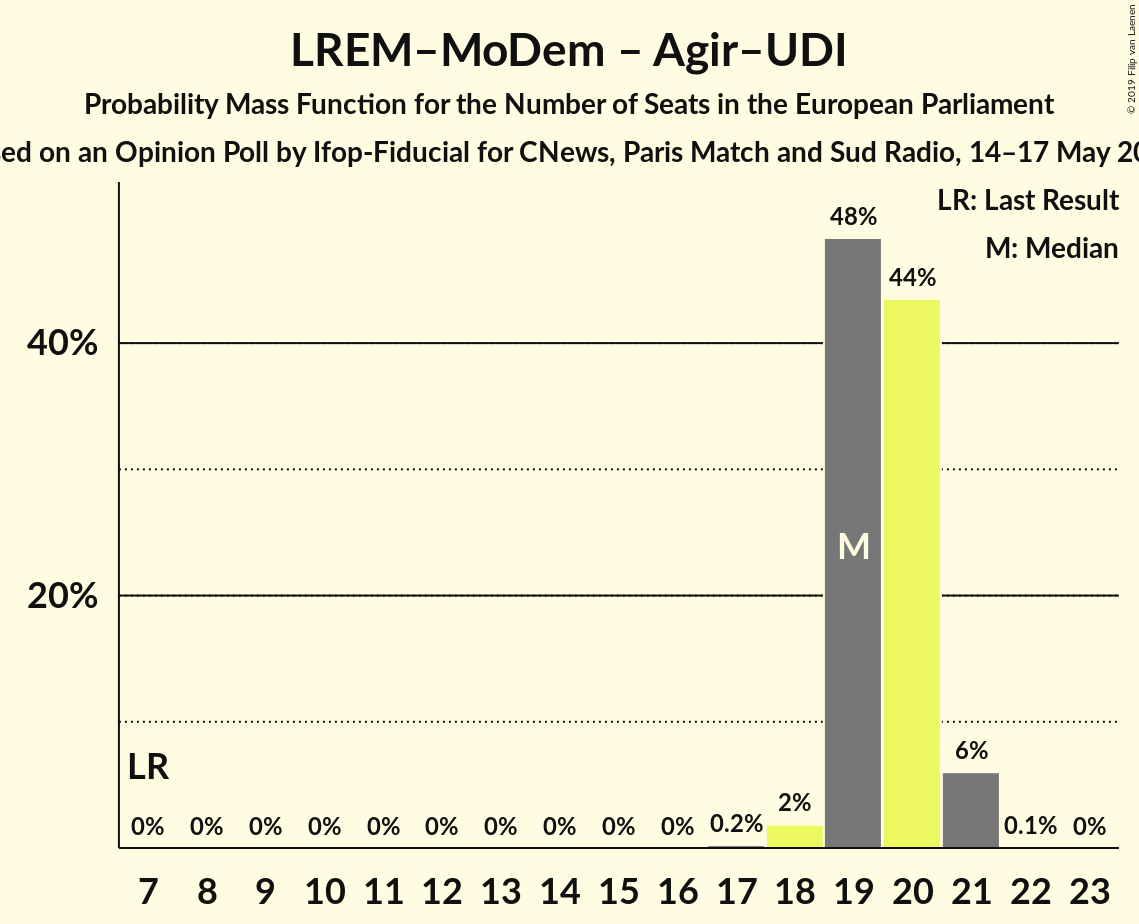 LREM–MoDem – Agir–UDI
Probability Mass Function for the Number of Seats in the European Parliament
on an Opinion Poll by Ifop-Fiducial for CNews, Paris Match and Sud Radio, 14–17 May
© 2019 Filip van Laenen
LR: Last Result
M: Median
48%
44%
40%
M
20%
6%
LR
2%
0% 0% 0% 0% 0% 0% 0% 0% 0% 0% 0.2% 0.1% 0%
7 8 9 10 11 12 13 14 15 16 17 18 19 20 21 22 23